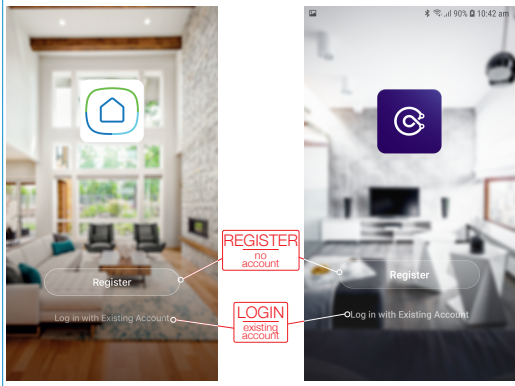 90% 10:42 am
REGISTER
no
account
Register
Register
LOGIN
existing
account
Log in with Existing Account
Log in with Existing Account